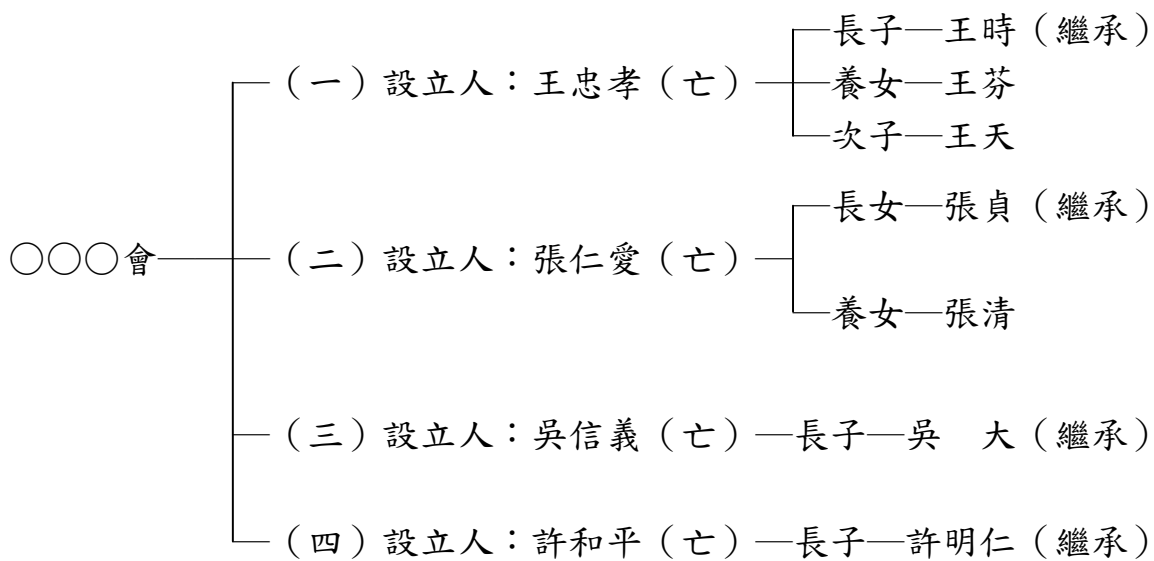 長子—王時（繼承）
（一）設立人：王忠孝（亡）
養女—王芬
次子—王天
長女—張貞（繼承）
○○○會
（二）設立人：張仁愛（亡）
養女—張清
（三）設立人：吳信義（亡）—長子—吳　大（繼承）
（四）設立人：許和平（亡）—長子—許明仁（繼承）